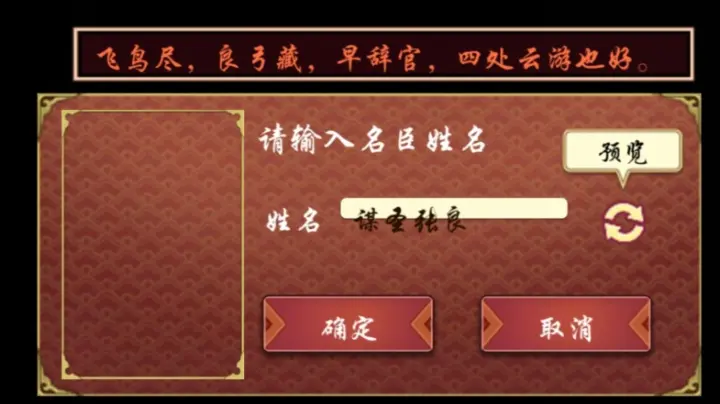 飞鸟尽，良弓藏，早辞官，四处云游也好。
请输入名臣姓名
预览
姓名 谋圣张良
确定 取消